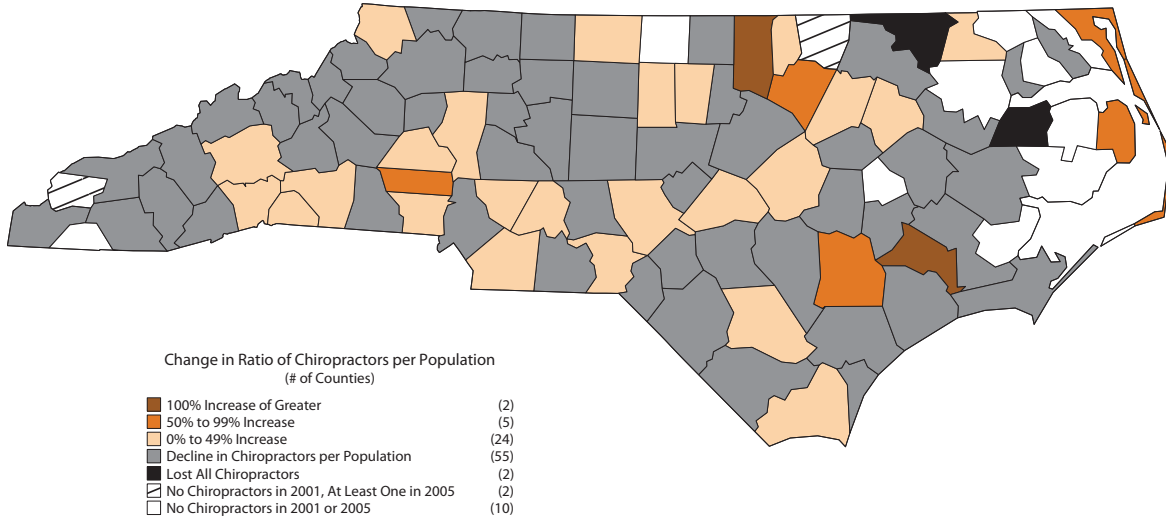 Change in Ratio of Chiropractors per Population
(# of Counties)
100% Increase of Greater (2)
50% to 99% Increase (5)
0% to 49% Increase (24)
Decline in Chiropractors per Population (55)
Lost All Chiropractors (2)
No Chiropractors in 2001, At Least One in 2005 (2)
No Chiropractors in 2001 or 2005 (10)